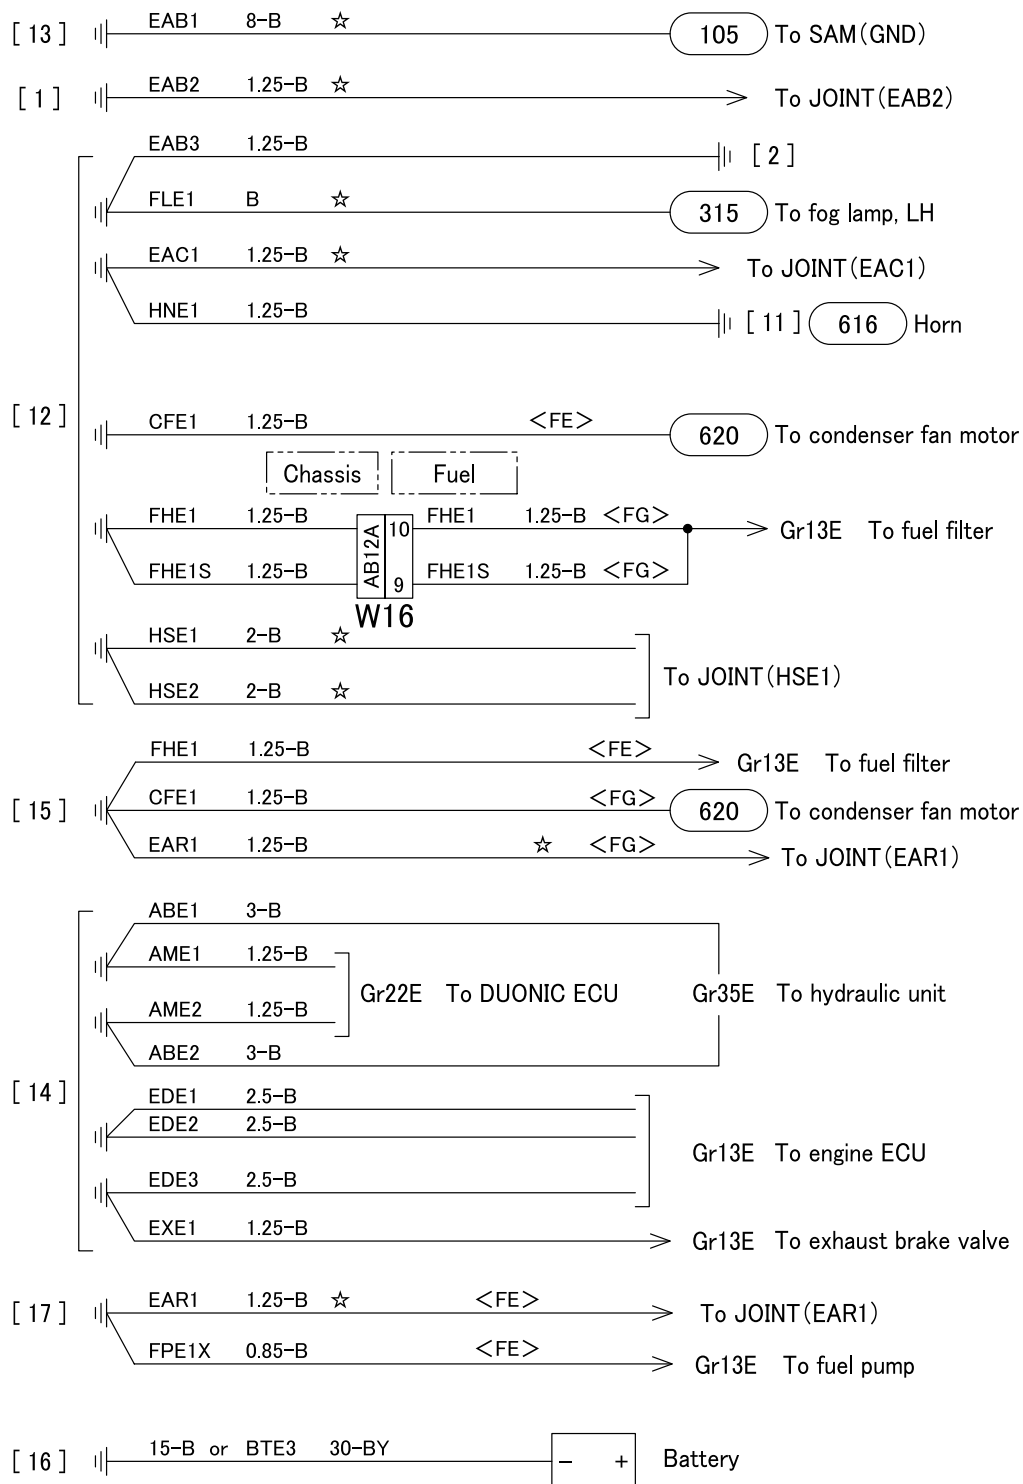 [ 13 ] EAB1 8-B ☆ 105 To SAM(GND)
[ 1 ] EAB2 1.25-B ☆ To JOINT(EAB2)
EAB3 1.25-B [ 2 ]
FLE1 B ☆ 315 To fog lamp, LH
EAC1 1.25-B ☆ To JOINT(EAC1)
HNE1 1.25-B [ 11 ] 616 Horn
[ 12 ] CFE1 1.25-B <FE> 620 To condenser fan motor
Chassis Fuel
FHE1 1.25-B AB12A 10 FHE1 1.25-B <FG> Gr13E To fuel filter
FHE1S 1.25-B 9 FHE1S 1.25-B <FG>
W16
HSE1 2-B ☆
To JOINT(HSE1)
HSE2 2-B ☆
FHE1 1.25-B <FE> Gr13E To fuel filter
[ 15 ] CFE1 1.25-B <FG> 620 To condenser fan motor
EAR1 1.25-B ☆ <FG> To JOINT(EAR1)
ABE1 3-B
AME1 1.25-B
Gr22E To DUONIC ECU Gr35E To hydraulic unit
AME2 1.25-B
ABE2 3-B
[ 14 ]
EDE1 2.5-B
EDE2 2.5-B
Gr13E To engine ECU
EDE3 2.5-B
EXE1 1.25-B Gr13E To exhaust brake valve
[ 17 ] EAR1 1.25-B ☆ <FE> To JOINT(EAR1)
FPE1X 0.85-B <FE> Gr13E To fuel pump
[ 16 ] 15-B or BTE3 30-BY - + Battery